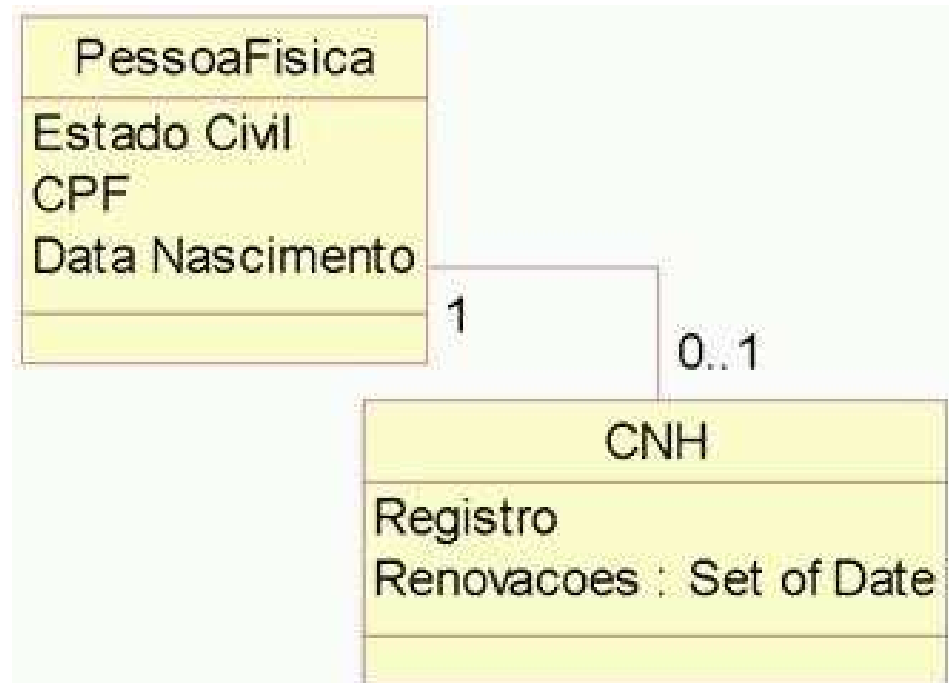 PessoaFisica
Estado Civil
CPF
Data Nascimento
1
0..1
CNH
Registro
Renovacoes : Set of Date